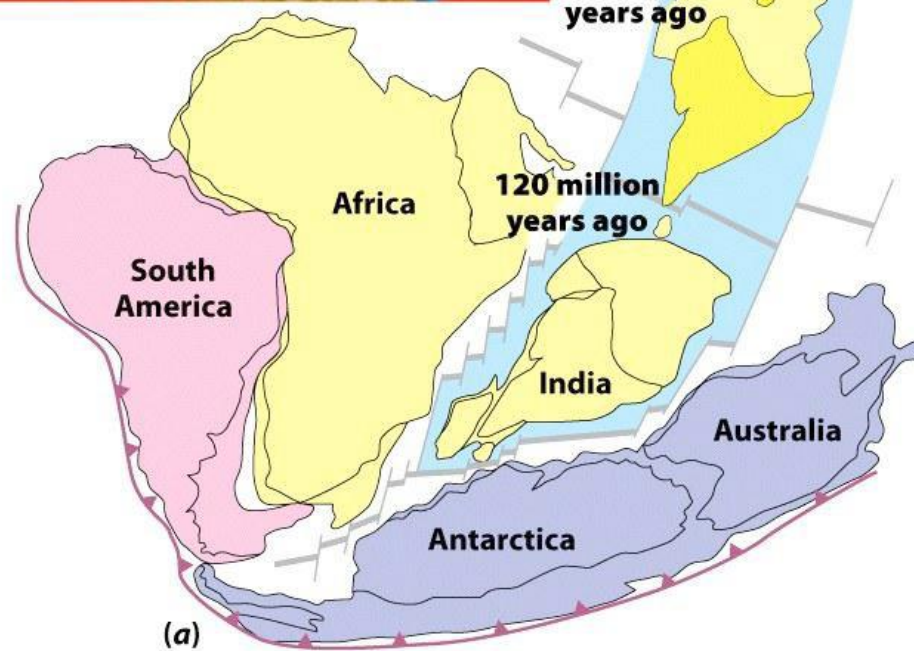 years ago
Africa
120 million
years ago
South
America
India
Australia
Antarctica
(a)